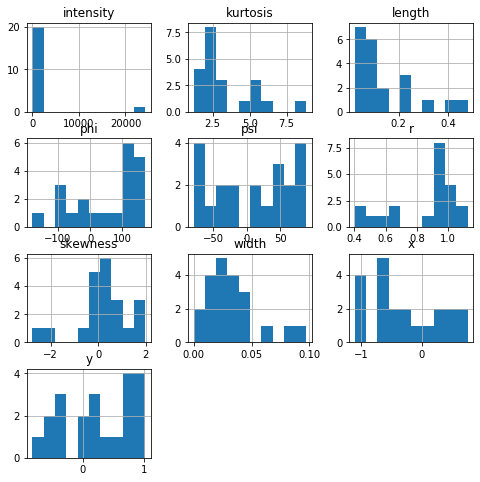 intensity kurtosis length
20 7.5 6
10 5.0 4
2.5 2
0 0.0 0
0 10000 20000 2.5 5.0 7.5 0.2 0.4
phi psi r
6 4 7.5
4 5.0
2 2 2.5
0 0 0.0
−100 0 100 −50 0 50 0.4 0.6 0.8 1.0
skewness width x
6
4 4 4
2 2 2
0 0 0
−2 0 2 0.00 0.05 0.10 −1 0
y
4
2
0
0 1